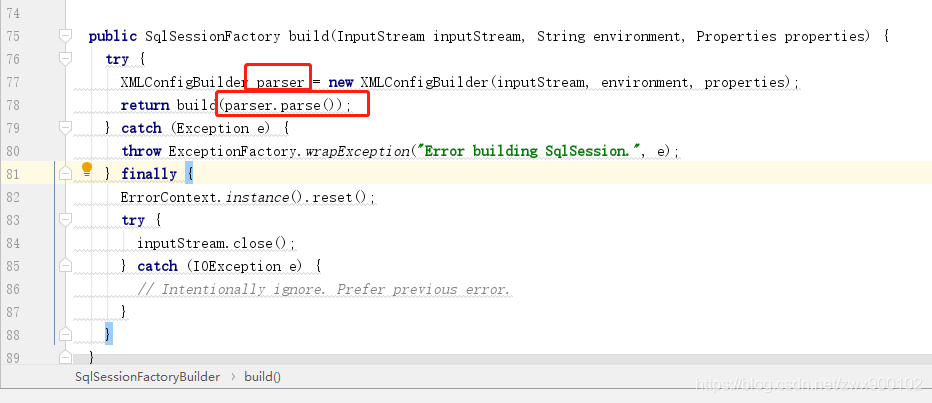 74
75 public SqlSessionFactory build(InputStream inputStream, String environment, Properties properties) {
76 try {
77 XMLConfigBuilder parser = new XMLConfigBuilder(inputStream, environment, properties);
78 return build(parser.parse());
79 } catch (Exception e) {
80 throw ExceptionFactory.wrapException("Error building SqlSession.", e);
81 } finally {
82 ErrorContext.instance().reset();
83 try {
84 inputStream.close();
85 } catch (IOException e) {
86 // Intentionally ignore. Prefer previous error.
87 }
88 }
89 }
SqlSessionFactoryBuilder › build()
https://blog.csdn.net/zwx900102